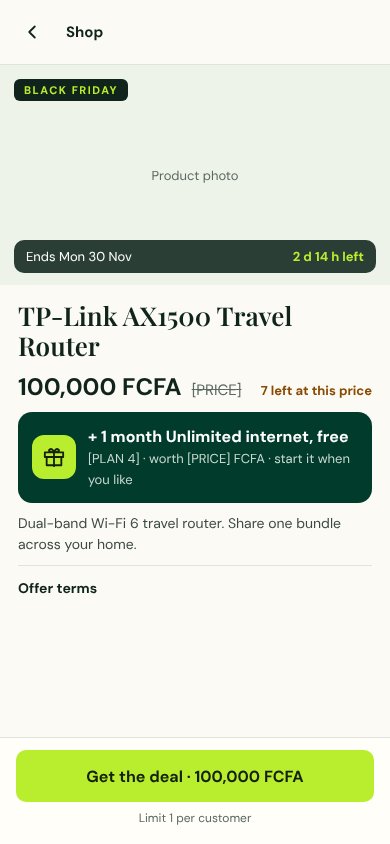 Shop
BLACK FRIDAY
Product photo
Ends Mon 30 Nov
2 d 14 h left
TP-Link AX1500 Travel
Router
100,000 FCFA [PRICE] 7 left at this price
+ 1 month Unlimited internet, free
[PLAN 4] · worth [PRICE] FCFA · start it when
you like
Dual-band Wi-Fi 6 travel router. Share one bundle
across your home.
Offer terms
Get the deal · 100,000 FCFA
Limit 1 per customer